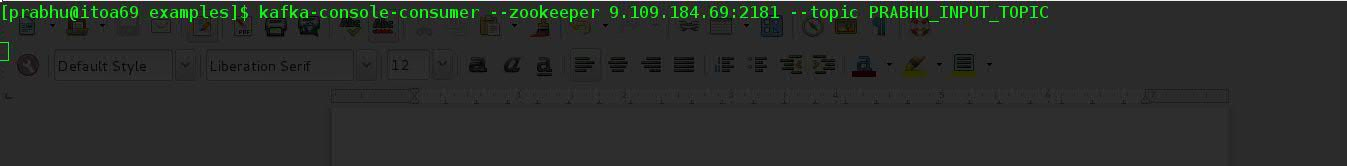 [prabhu@itoa69 examples]$ kafka-console-consumer --zookeeper 9.109.184.69:2181 --topic PRABHU_INPUT_TOPIC
Default Style Liberation Serif 12